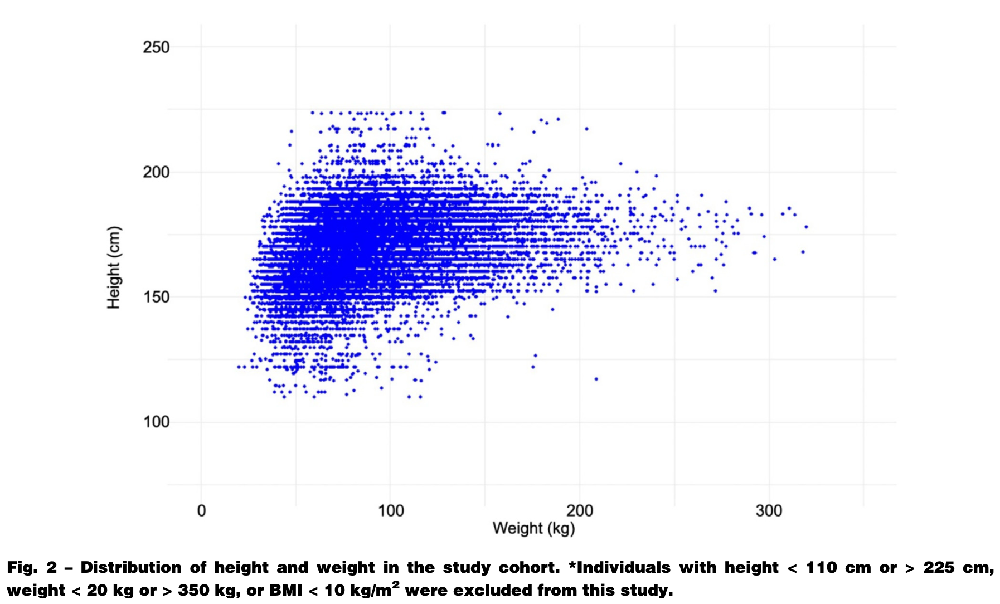 250
200
150
100
Height (cm)
0 100 200 300
Weight (kg)
Fig. 2 – Distribution of height and weight in the study cohort. *Individuals with height < 110 cm or > 225 cm,
weight < 20 kg or > 350 kg, or BMI < 10 kg/m² were excluded from this study.